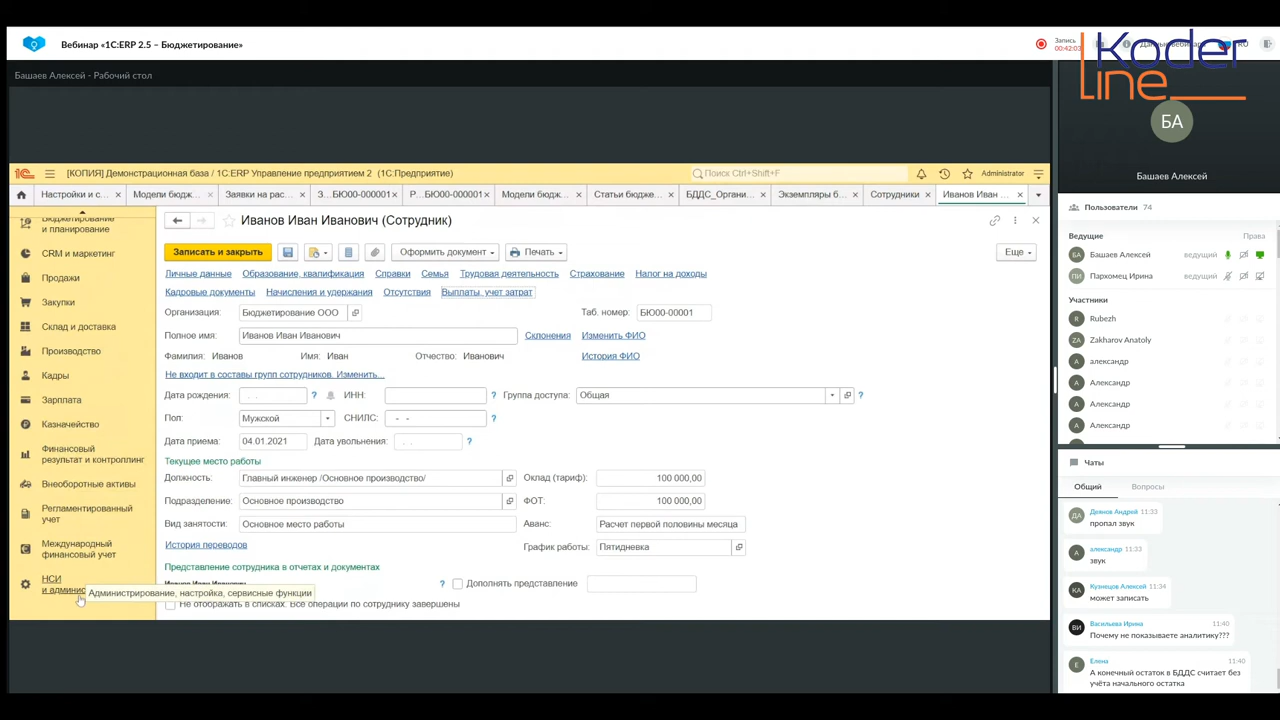 Вебинар «1С:ERP 2.5 – Бюджетирование»
Запись
00:42:03
RU
Koder
line
Башаев Алексей - Рабочий стол
БА
Башаев Алексей
[КОПИЯ] Демонстрационная база / 1С:ERP Управление предприятием 2 (1С:Предприятие)
Поиск Ctrl+Shift+F
Administrator
Настройки и с... ×
Модели бюдж... ×
Заявки на рас... ×
З...БЮ00-000001 ×
Р...БЮ00-000001 ×
Модели бюдж... ×
Статьи бюдже... ×
БДДС_Органи... ×
Экземпляры б... ×
Сотрудники ×
Иванов Иван ... ×
Бюджетирование
и планирование
CRM и маркетинг
Продажи
Закупки
Склад и доставка
Производство
Кадры
Зарплата
Казначейство
Финансовый
результат и контроллинг
Внеоборотные активы
Регламентированный
учет
Международный
финансовый учет
НСИ
и админис
Администрирование, настройка, сервисные функции
Иванов Иван Иванович (Сотрудник)
Записать и закрыть
Оформить документ
Печать
Еще
Личные данные Образование, квалификация Справки Семья Трудовая деятельность Страхование Налог на доходы
Кадровые документы Начисления и удержания Отсутствия Выплаты, учет затрат
Организация: Бюджетирование ООО Таб. номер: БЮ00-00001
Полное имя: Иванов Иван Иванович Склонения Изменить ФИО
Фамилия: Иванов Имя: Иван Отчество: Иванович История ФИО
Не входит в составы групп сотрудников. Изменить...
Дата рождения: . . ? ИНН: ? Группа доступа: Общая ?
Пол: Мужской СНИЛС: - - ?
Дата приема: 04.01.2021 Дата увольнения: . . ?
Текущее место работы
Должность: Главный инженер /Основное производство/ Оклад (тариф): 100 000,00
Подразделение: Основное производство ФОТ: 100 000,00
Вид занятости: Основное место работы Аванс: Расчет первой половины месяца
История переводов График работы: Пятидневка
Представление сотрудника в отчетах и документах
Иванов Иван Иванович ? Дополнять представление
Не отображать в списках. Все операции по сотруднику завершены
Пользователи 74
Ведущие Права
Башаев Алексей ведущий
ПИ Пархомец Ирина ведущий
Участники
R Rubezh
ZA Zakharov Anatoly
А александр
А Александр
А Александр
А Александр
Чаты
Общий Вопросы
ДА Деянов Андрей 11:33
пропал звук
А александр 11:33
звук
КА Кузнецов Алексей 11:34
может записать
ВИ Васильева Ирина 11:40
Почему не показываете аналитику???
Е Елена 11:40
А конечный остаток в БДДС считает без
учёта начального остатка